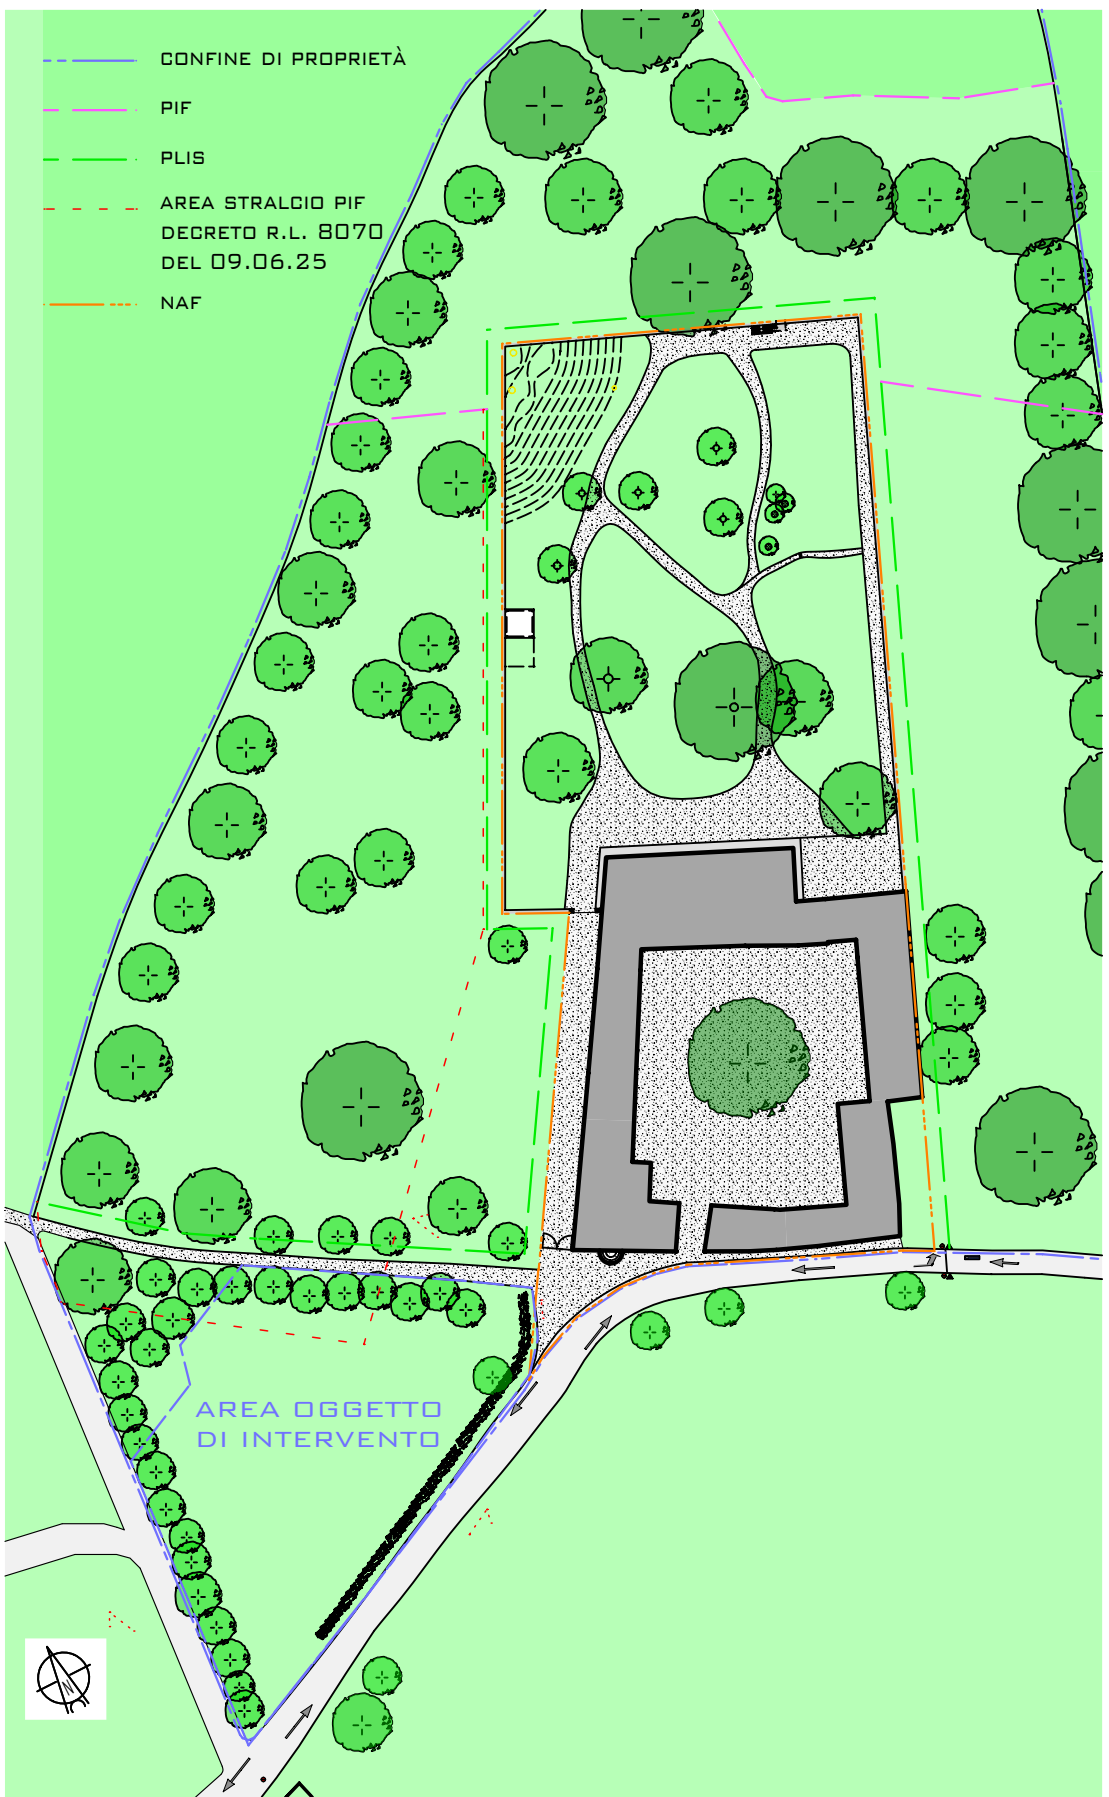 CONFINE DI PROPRIETÀ
PIF
PLIS
AREA STRALCIO PIF
DECRETO R.L. 8070
DEL 09.06.25
NAF
AREA OGGETTO
DI INTERVENTO
N